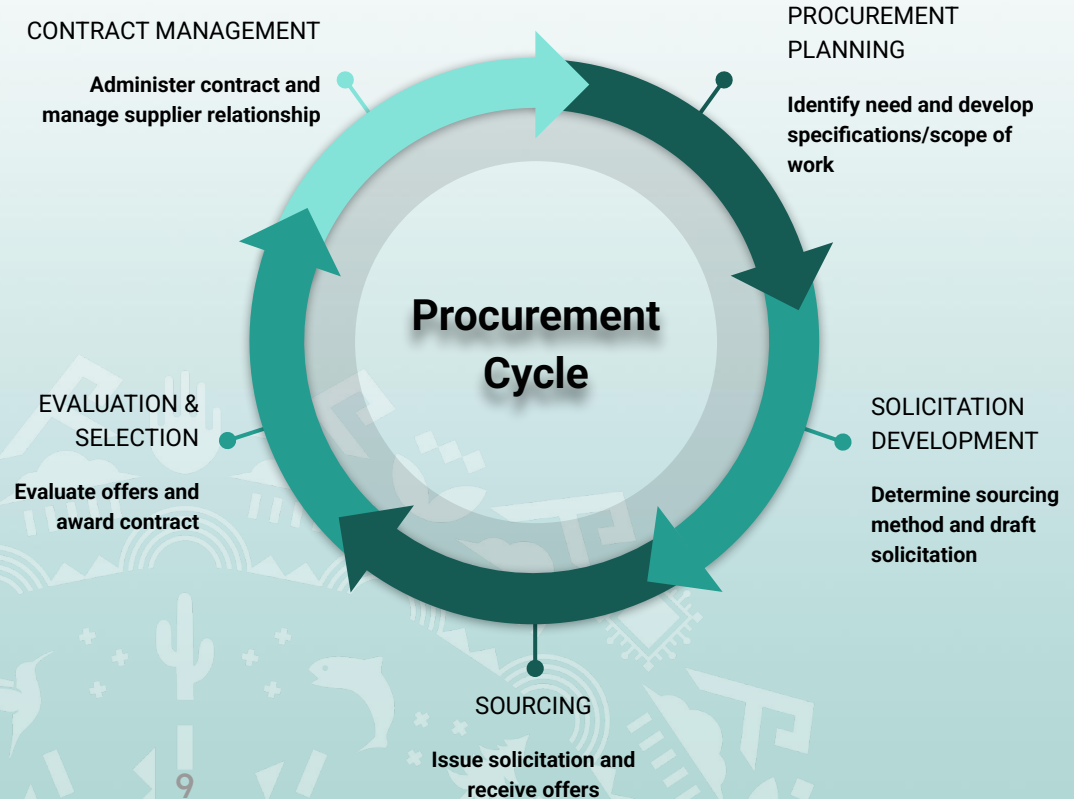 CONTRACT MANAGEMENT
Administer contract and
manage supplier relationship
PROCUREMENT
PLANNING
Identify need and develop
specifications/scope of
work
Procurement
Cycle
EVALUATION &
SELECTION
Evaluate offers and
award contract
SOLICITATION
DEVELOPMENT
Determine sourcing
method and draft
solicitation
SOURCING
Issue solicitation and
receive offers
9